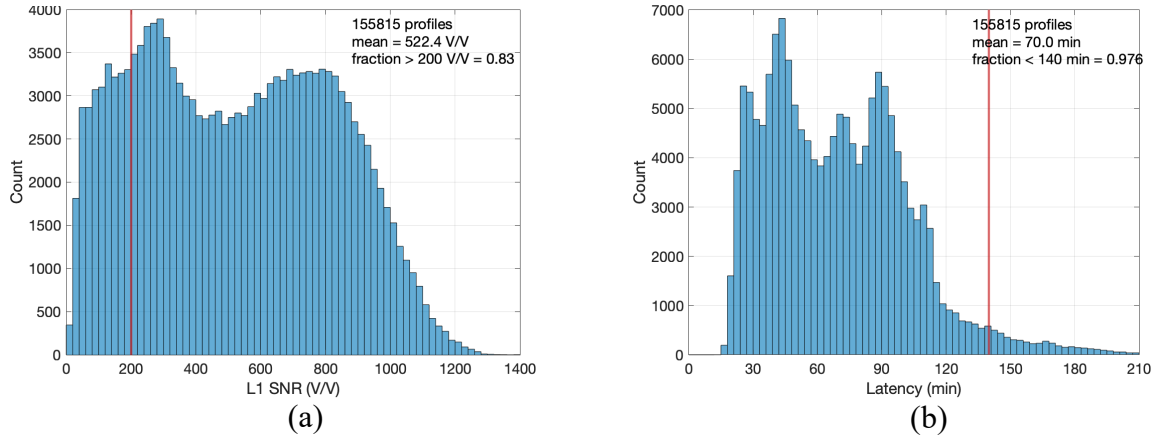 4000
3500
3000
2500
2000
1500
1000
500
0
Count
155815 profiles
mean = 522.4 V/V
fraction > 200 V/V = 0.83
0 200 400 600 800 1000 1200 1400
L1 SNR (V/V)
(a)
7000
6000
5000
4000
3000
2000
1000
0
Count
155815 profiles
mean = 70.0 min
fraction < 140 min = 0.976
0 30 60 90 120 150 180 210
Latency (min)
(b)